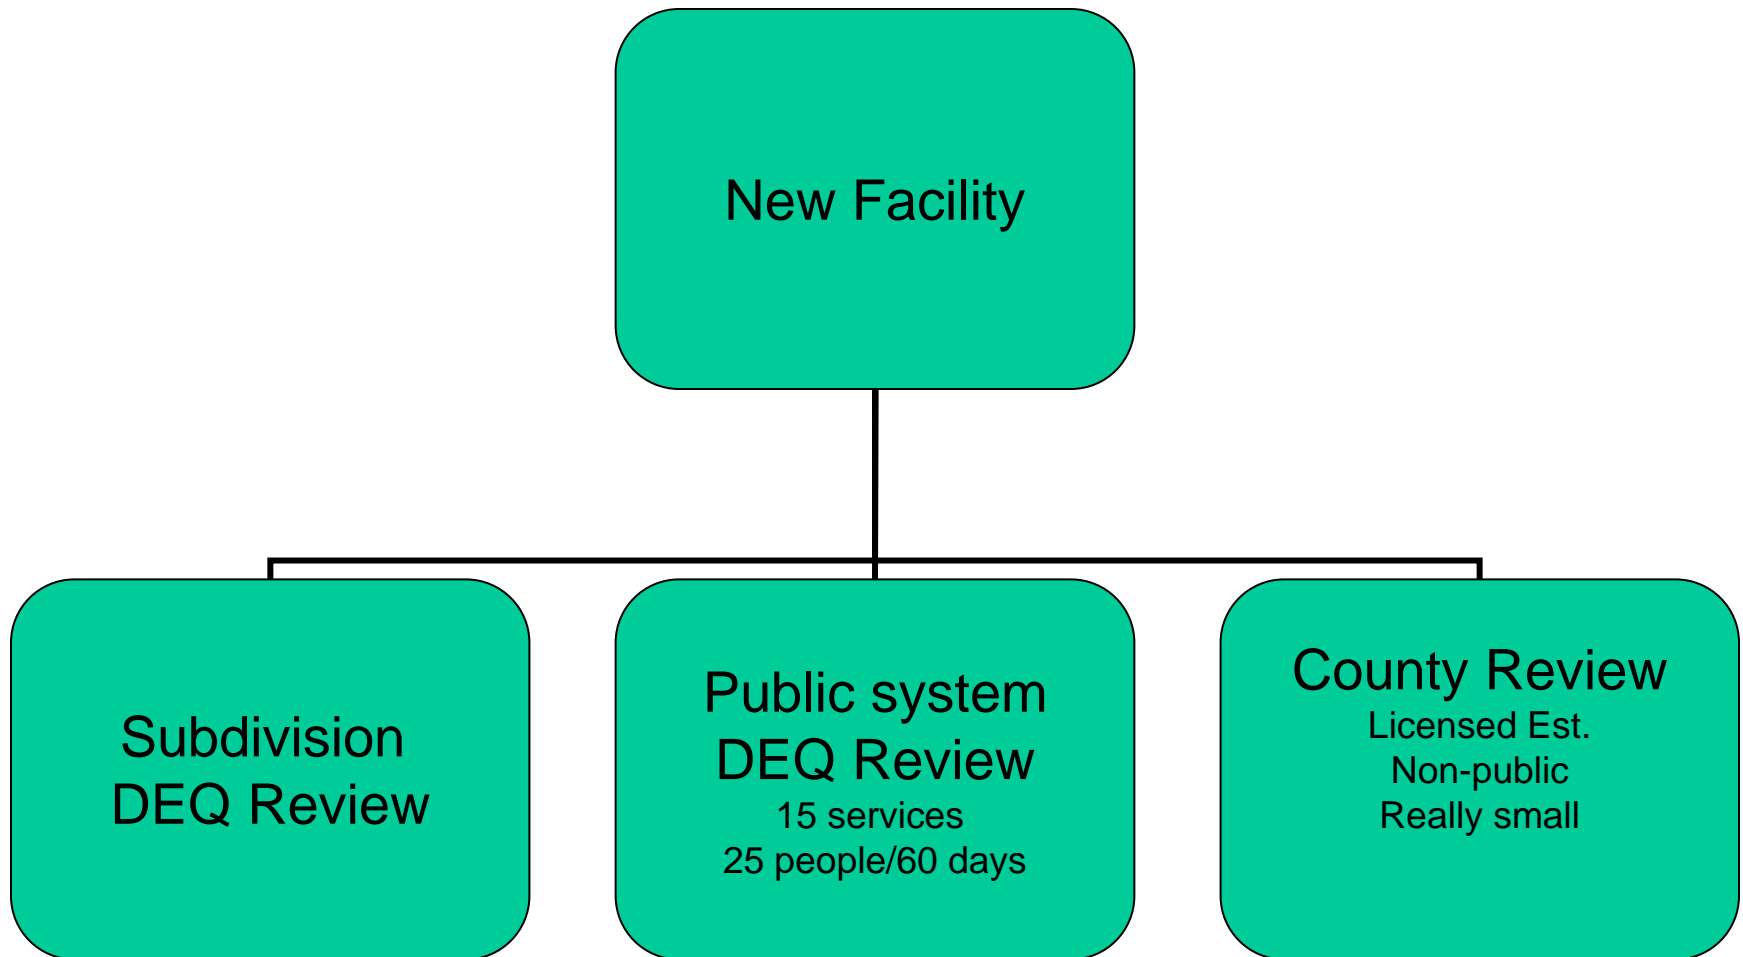 New Facility
Subdivision
DEQ Review
Public system
DEQ Review
15 services
25 people/60 days
County Review
Licensed Est.
Non-public
Really small